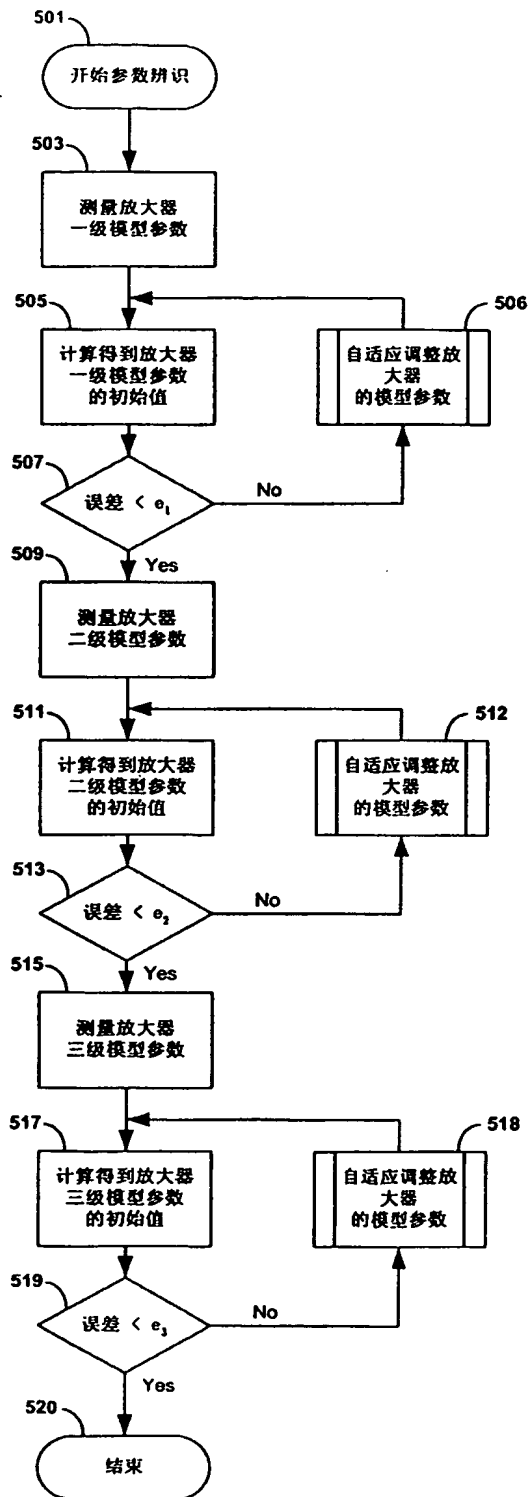 501
开始参数辨识
503
测量放大器
一级模型参数
505
计算得到放大器
一级模型参数
的初始值
506
自适应调整放
大器
的模型参数
507
误差 < e₁
No
Yes
509
测量放大器
二级模型参数
511
计算得到放大器
二级模型参数
的初始值
512
自适应调整放
大器
的模型参数
513
误差 < e₂
No
Yes
515
测量放大器
三级模型参数
517
计算得到放大器
三级模型参数
的初始值
518
自适应调整放
大器
的模型参数
519
误差 < e₃
No
Yes
520
结束